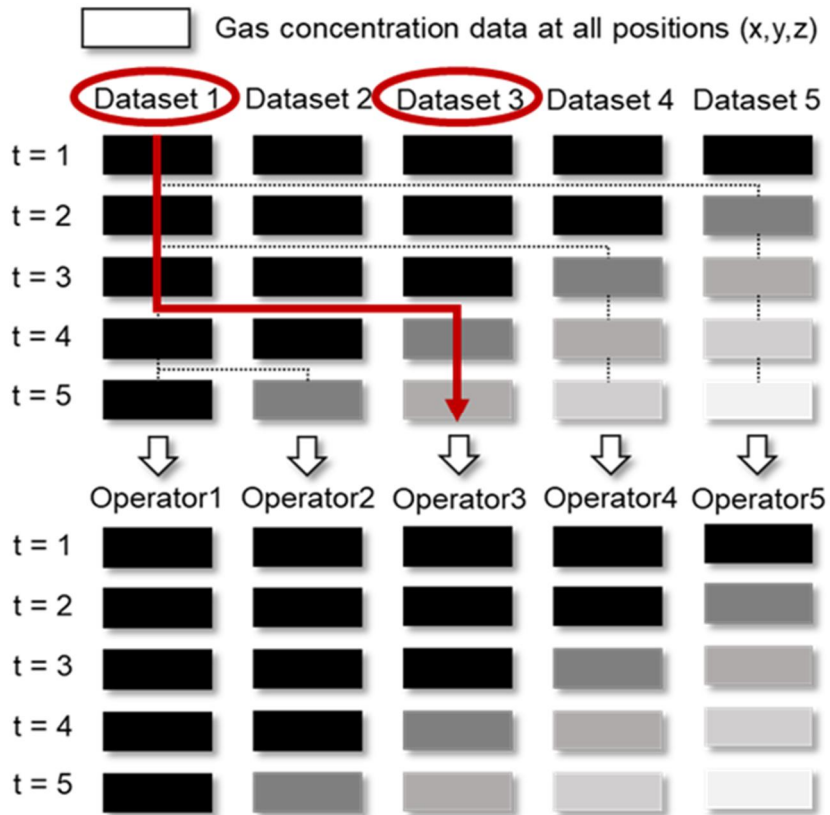 Gas concentration data at all positions (x,y,z)
Dataset 1 Dataset 2 Dataset 3 Dataset 4 Dataset 5
t = 1
t = 2
t = 3
t = 4
t = 5
Operator1 Operator2 Operator3 Operator4 Operator5
t = 1
t = 2
t = 3
t = 4
t = 5